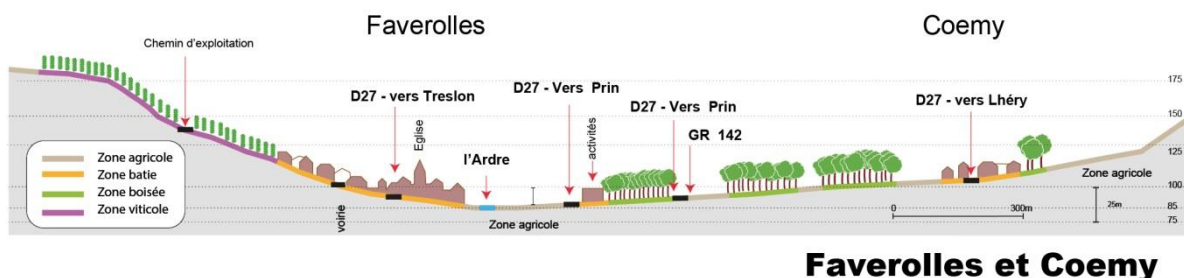 Faverolles
Coemy
Chemin d'exploitation
D27 - vers Treslon
Eglise
l'Ardre
D27 - Vers Prin
activités
D27 - Vers Prin
GR 142
D27 - vers Lhéry
175
150
125
100
85
75
Zone agricole
Zone batie
Zone boisée
Zone viticole
voirie
Zone agricole
Zone agricole
0
300m
25m
Faverolles et Coemy